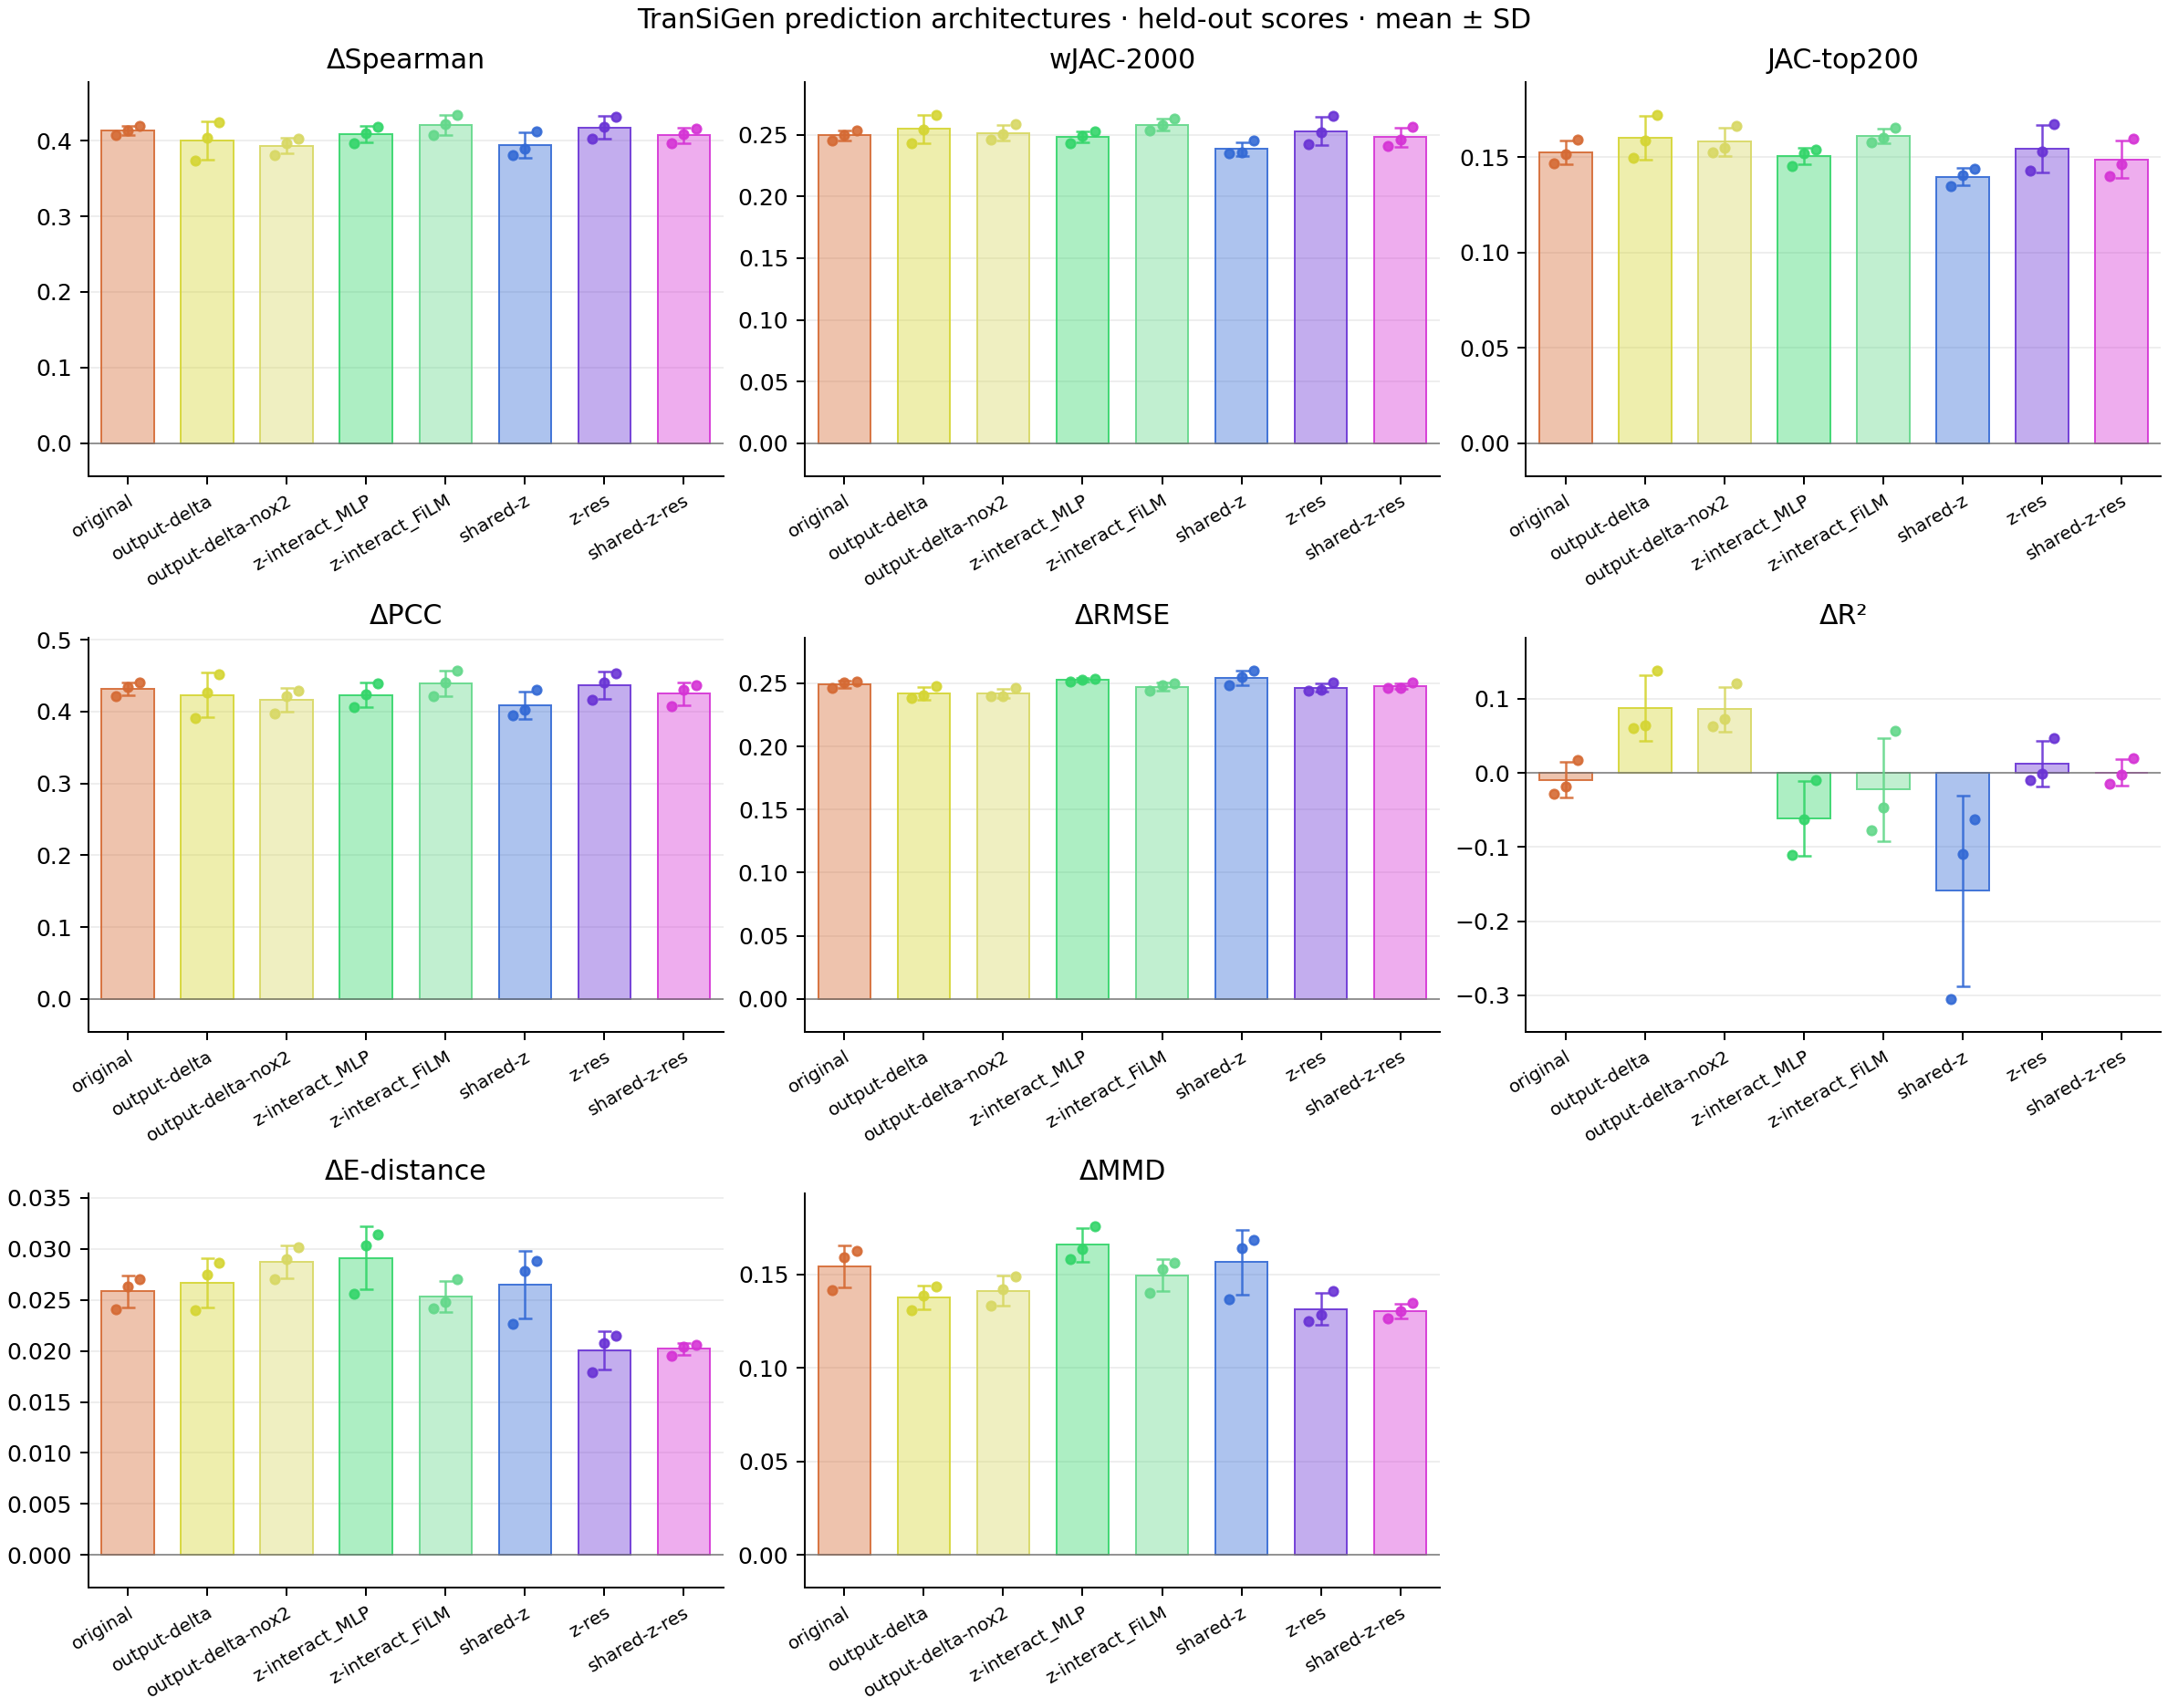 TranSiGen prediction architectures · held-out scores · mean ± SD
ΔSpearman
0.4
0.3
0.2
0.1
0.0
original
output-delta
output-delta-nox2
z-interact_MLP
z-interact_FiLM
shared-z
z-res
shared-z-res
wJAC-2000
0.25
0.20
0.15
0.10
0.05
0.00
original
output-delta
output-delta-nox2
z-interact_MLP
z-interact_FiLM
shared-z
z-res
shared-z-res
JAC-top200
0.15
0.10
0.05
0.00
original
output-delta
output-delta-nox2
z-interact_MLP
z-interact_FiLM
shared-z
z-res
shared-z-res
ΔPCC
0.5
0.4
0.3
0.2
0.1
0.0
original
output-delta
output-delta-nox2
z-interact_MLP
z-interact_FiLM
shared-z
z-res
shared-z-res
ΔRMSE
0.25
0.20
0.15
0.10
0.05
0.00
original
output-delta
output-delta-nox2
z-interact_MLP
z-interact_FiLM
shared-z
z-res
shared-z-res
ΔR²
0.1
0.0
−0.1
−0.2
−0.3
original
output-delta
output-delta-nox2
z-interact_MLP
z-interact_FiLM
shared-z
z-res
shared-z-res
ΔE-distance
0.035
0.030
0.025
0.020
0.015
0.010
0.005
0.000
original
output-delta
output-delta-nox2
z-interact_MLP
z-interact_FiLM
shared-z
z-res
shared-z-res
ΔMMD
0.15
0.10
0.05
0.00
original
output-delta
output-delta-nox2
z-interact_MLP
z-interact_FiLM
shared-z
z-res
shared-z-res